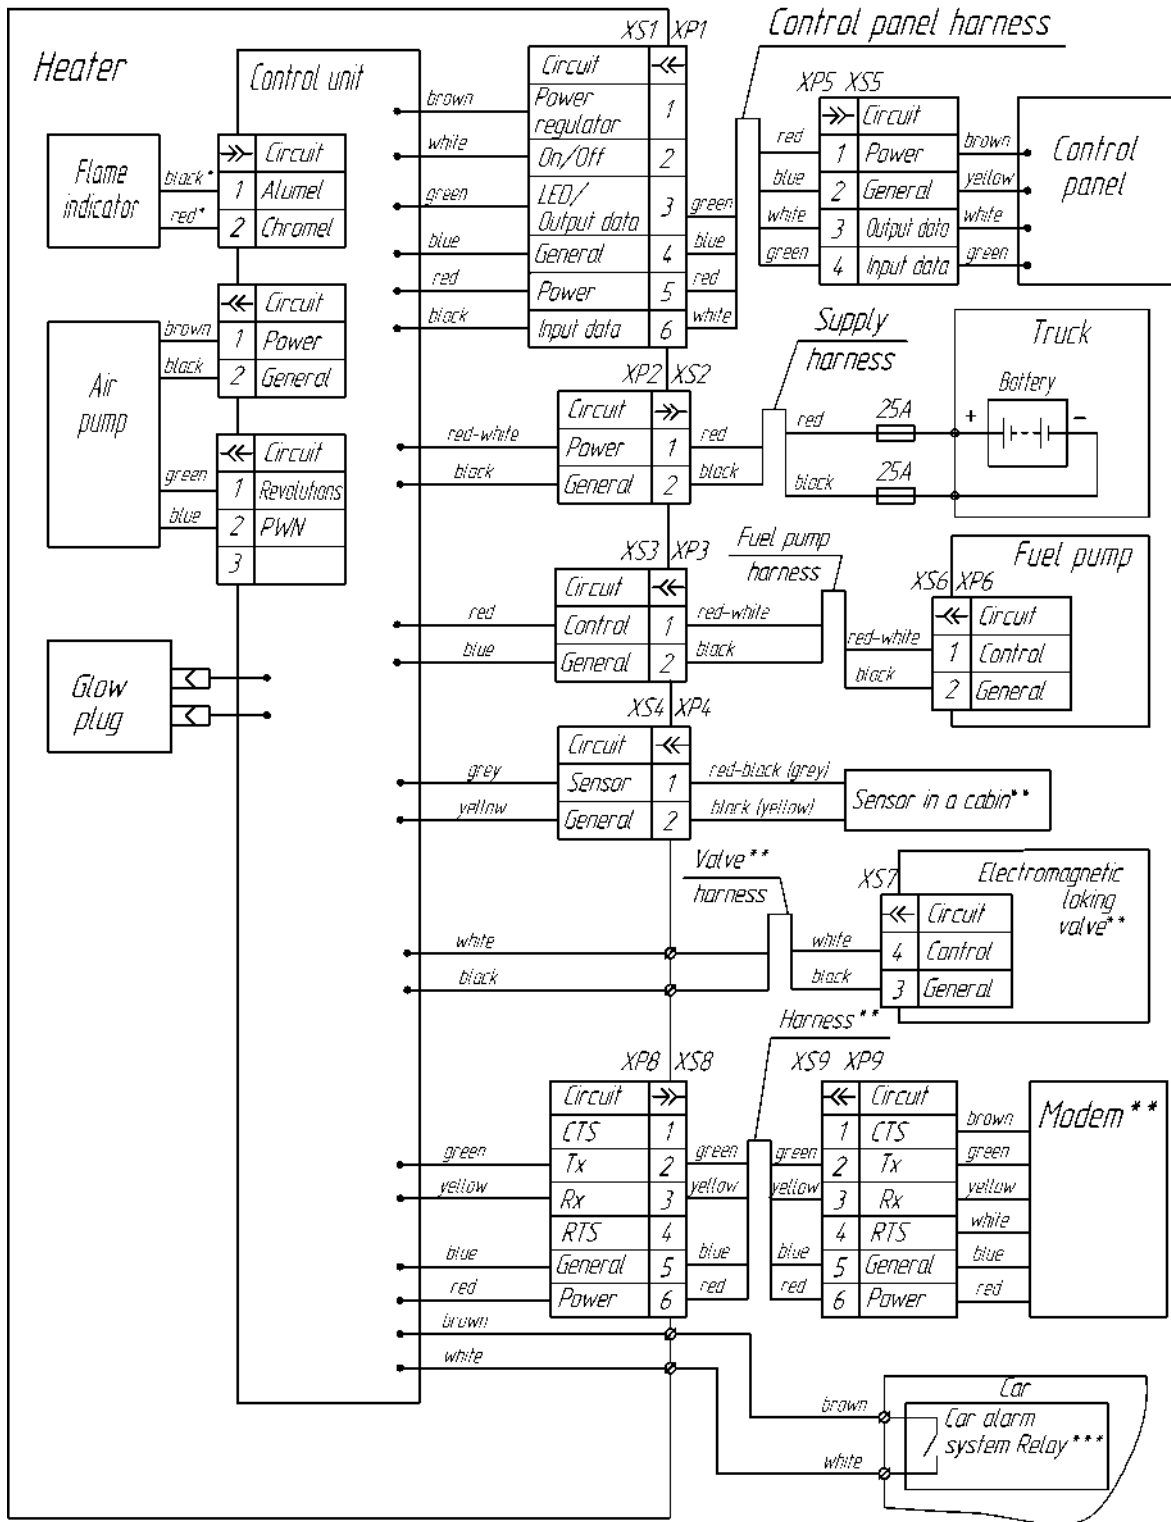 Heater
Control unit
Flame
indicator
black*
red*
Circuit
1 Alumel
2 Chromel
Air
pump
brown
black
Circuit
1 Power
2 General
green
blue
Circuit
1 Revolutions
2 PWN
3
Glow
plug
XS1 XP1
Circuit
brown
Power
regulator
1
white
On/Off 2
green
LED/
Output data
3 green
blue
General 4 blue
red
Power 5 red
black
Input data 6 white
Control panel harness
XP5 XS5
Circuit
red 1 Power brown
blue 2 General yellow
white 3 Output data white
green 4 Input data green
Control
panel
XP2 XS2
Circuit
red-white Power 1 red
black General 2 black
Supply
harness
red 25A
black 25A
Truck
Battery
+ -
XS3 XP3
Circuit
red Control 1 red-white
blue General 2 black
Fuel pump
harness
Fuel pump
XS6 XP6
Circuit
red-white 1 Control
black 2 General
XS4 XP4
Circuit
grey Sensor 1 red-black (grey)
yellow General 2 black (yellow)
Sensor in a cabin**
Valve**
harness
white
black
XS7
Electromagnetic
loking
valve**
Circuit
white 4 Control
black 3 General
Harness**
XP8 XS8
Circuit
CTS 1
green Tx 2 green
yellow Rx 3 yellow
RTS 4
blue General 5 blue
red Power 6 red
XS9 XP9
Circuit
1 CTS brown
green 2 Tx green
yellow 3 Rx yellow
4 RTS white
blue 5 General blue
red 6 Power red
Modem**
brown
white
Car
brown
white
Car alarm
system Relay***